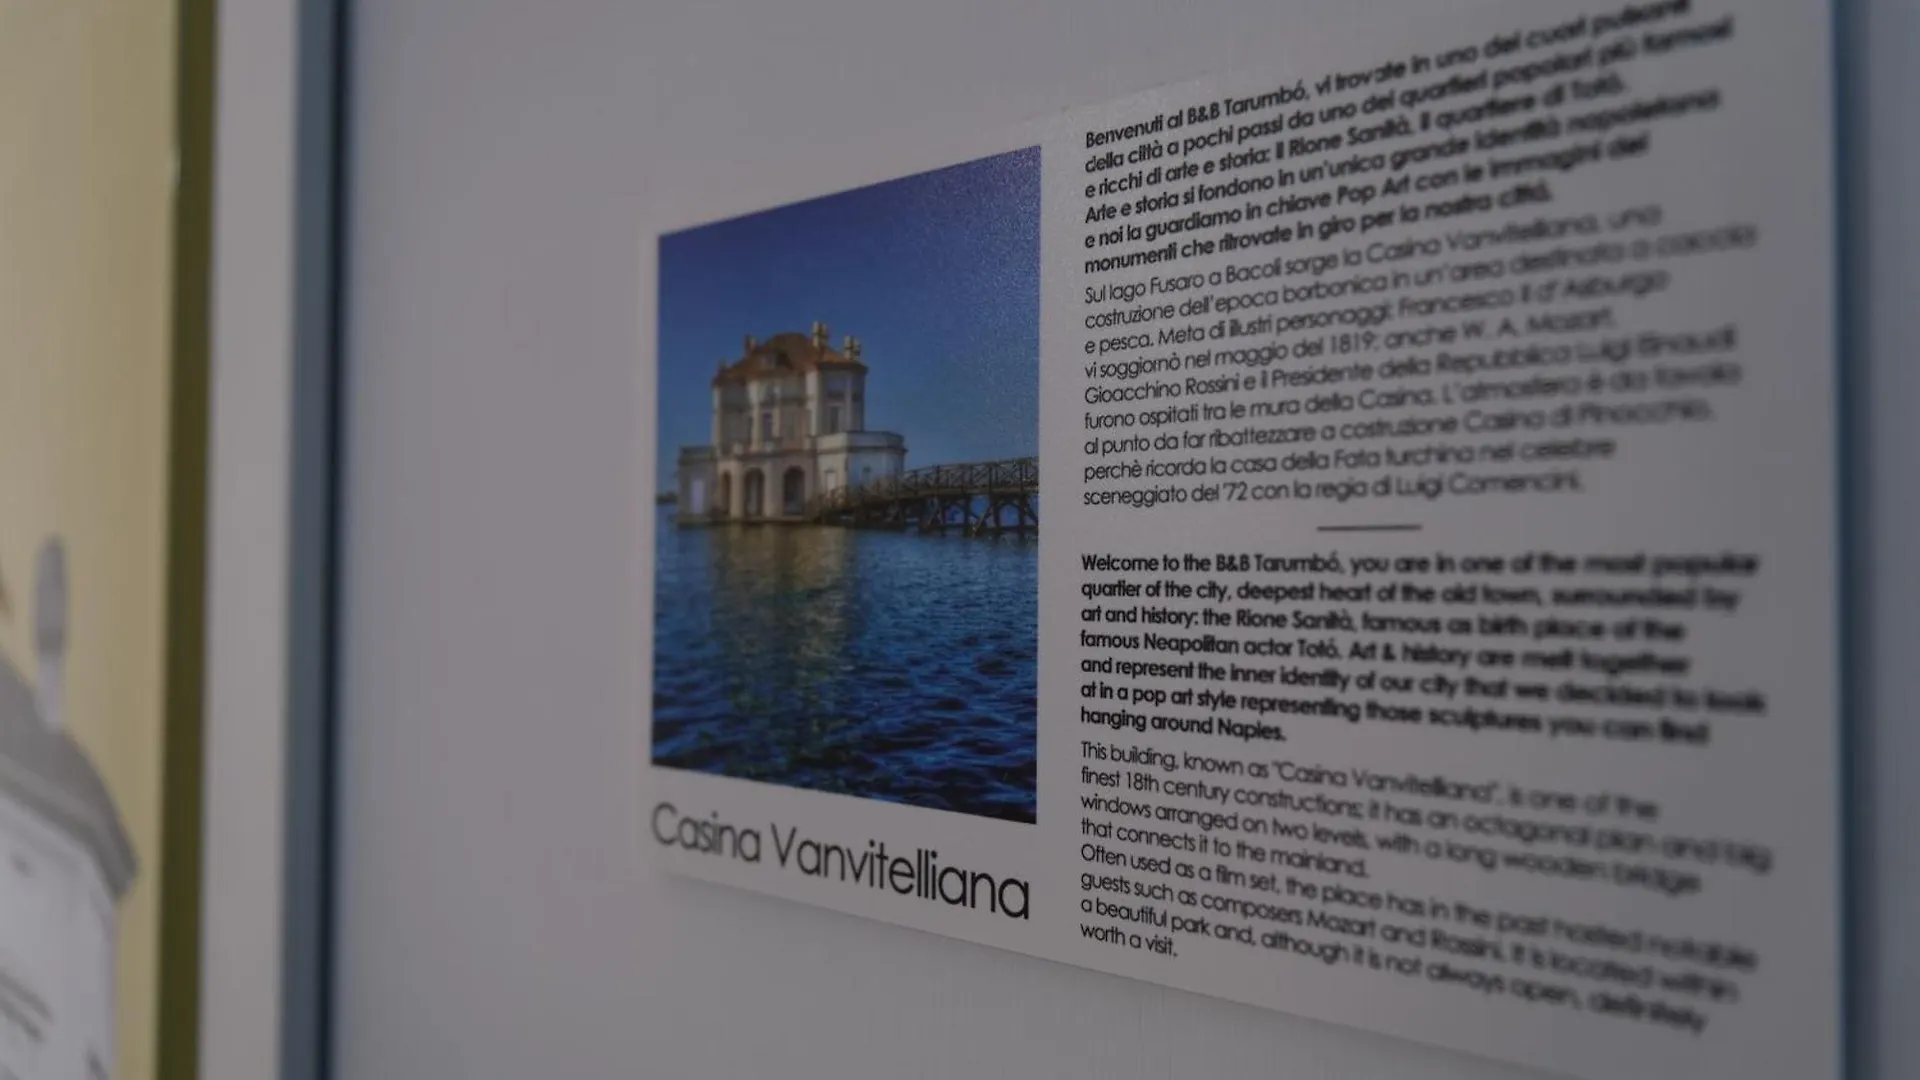 Benvenuti al B&B Tarumbó, vi trovate in uno dei cuori pulsanti
della città a pochi passi da uno dei quartieri popolari più famosi
e ricchi di arte e storia: il Rione Sanità, il quartiere di Totò.
Arte e storia si fondono in un'unica grande identità napoletana
e noi la guardiamo in chiave Pop Art con le immagini dei
monumenti che ritrovate in giro per la nostra città.
Sul lago Fusaro a Bacoli sorge la Casina Vanvitelliana, una
costruzione dell'epoca borbonica in un'area destinata a caccia
e pesca. Meta di illustri personaggi: Francesco II d'Asburgo
vi soggiornò nel maggio del 1819; anche W. A. Mozart,
Gioacchino Rossini e il Presidente della Repubblica Luigi Einaudi
furono ospitati tra le mura della Casina. L'atmosfera è da favola
al punto da far ribattezzare a costruzione Casina di Pinocchio,
perchè ricorda la casa della Fata turchina nel celebre
sceneggiato del '72 con la regia di Luigi Comencini.
Welcome to the B&B Tarumbó, you are in one of the most popular
quartier of the city, deepest heart of the old town, surrounded by
art and history: the Rione Sanità, famous as birth place of the
famous Neapolitan actor Totó. Art & history are melt together
and represent the inner identity of our city that we decided to look
at in a pop art style representing those sculptures you can find
hanging around Naples.
This building, known as "Casina Vanvitelliana", is one of the
finest 18th century constructions; it has an octagonal plan and big
windows arranged on two levels, with a long wooden bridge
that connects it to the mainland.
Often used as a film set, the place has in the past hosted notable
guests such as composers Mozart and Rossini. It is located within
a beautiful park and, although it is not always open, definitely
worth a visit.
Casina Vanvitelliana